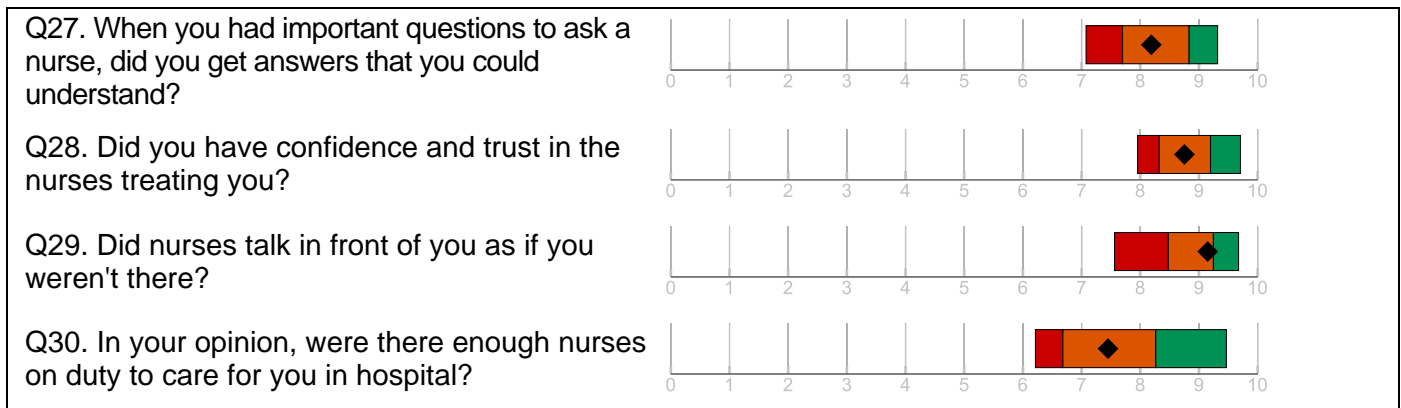 Q27. When you had important questions to ask a
nurse, did you get answers that you could
understand?
0 1 2 3 4 5 6 7 8 9 10
Q28. Did you have confidence and trust in the
nurses treating you?
0 1 2 3 4 5 6 7 8 9 10
Q29. Did nurses talk in front of you as if you
weren't there?
0 1 2 3 4 5 6 7 8 9 10
Q30. In your opinion, were there enough nurses
on duty to care for you in hospital?
0 1 2 3 4 5 6 7 8 9 10